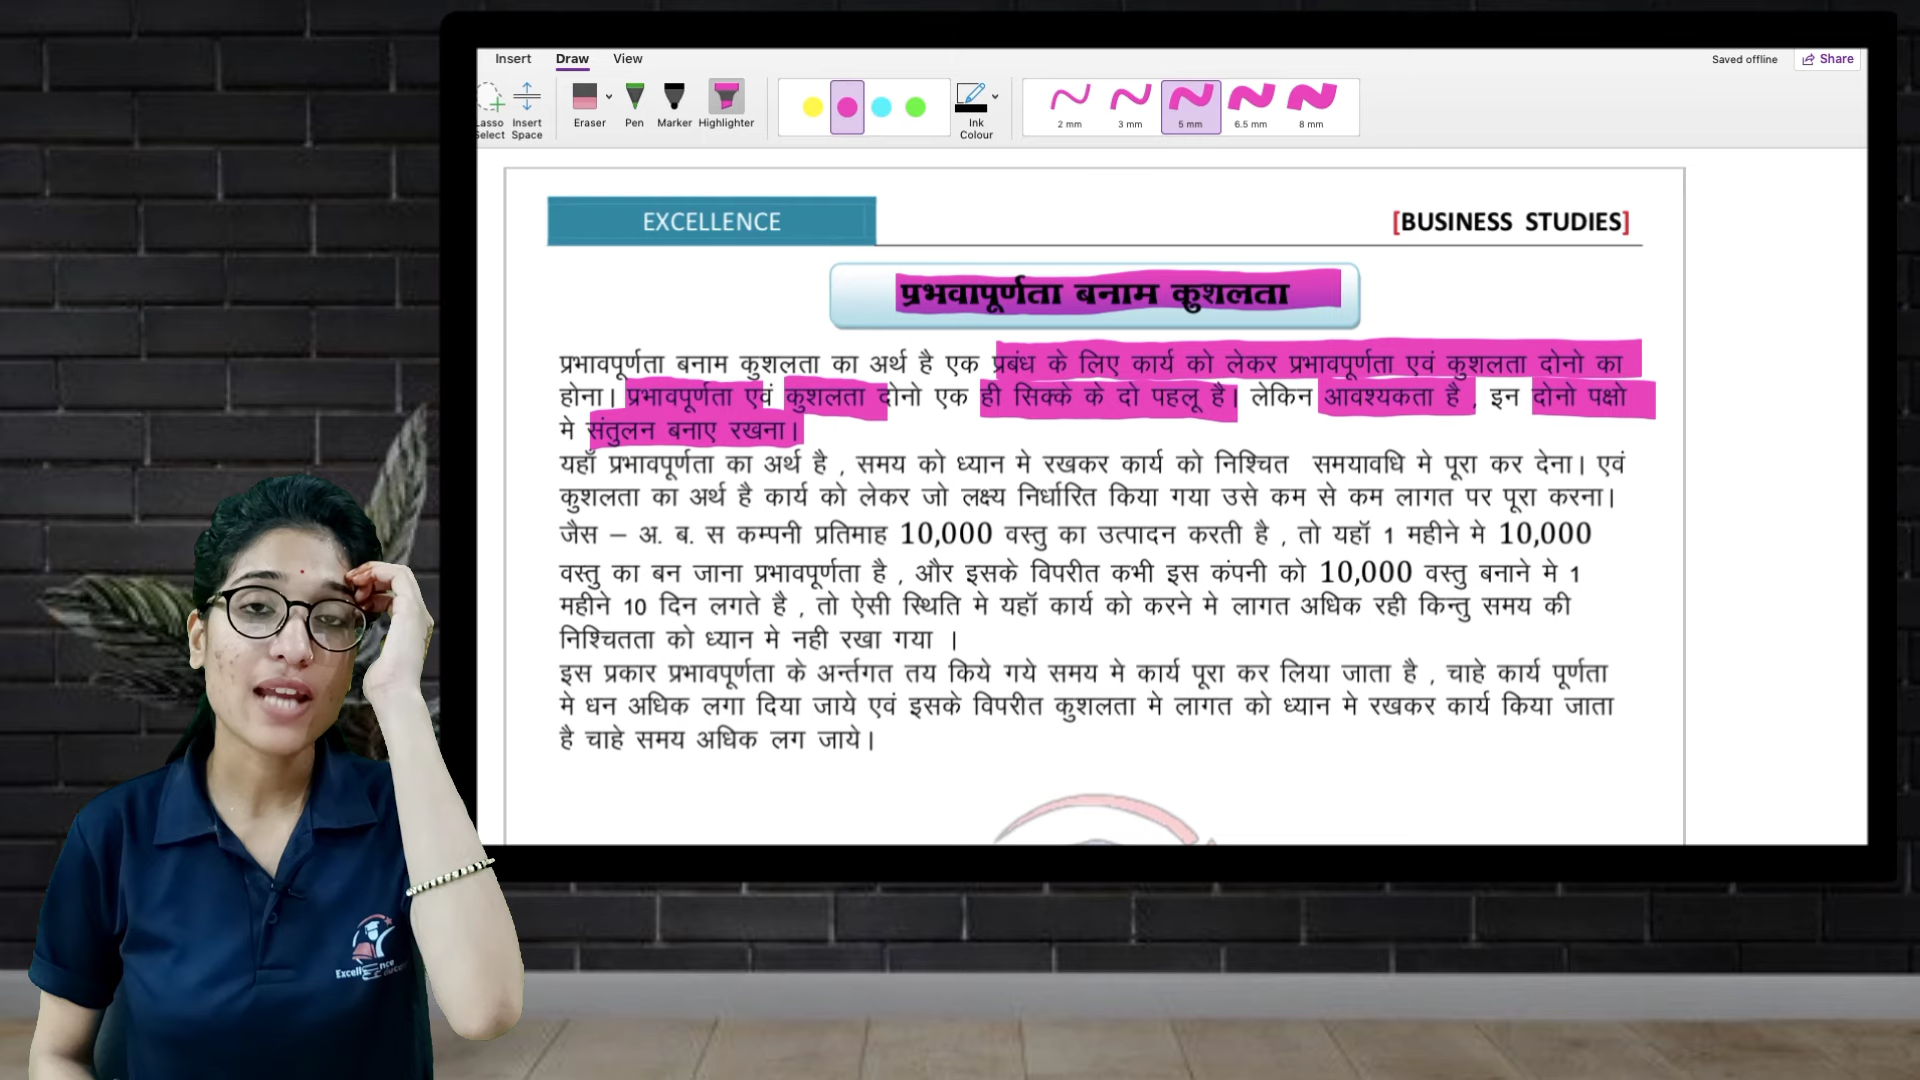 Insert Draw View
Saved offline Share
Lasso Select
Insert Space
Eraser
Pen
Marker
Highlighter
Ink Colour
2 mm
3 mm
5 mm
6.5 mm
8 mm
EXCELLENCE
[BUSINESS STUDIES]
प्रभवापूर्णता बनाम कुशलता
प्रभावपूर्णता बनाम कुशलता का अर्थ है एक प्रबंध के लिए कार्य को लेकर प्रभावपूर्णता एवं कुशलता दोनो का
होना। प्रभावपूर्णता एवं कुशलता दोनो एक ही सिक्के के दो पहलू है। लेकिन आवश्यकता है , इन दोनो पक्षो
मे संतुलन बनाए रखना।
यहाँ प्रभावपूर्णता का अर्थ है , समय को ध्यान मे रखकर कार्य को निश्चित समयावधि मे पूरा कर देना। एवं
कुशलता का अर्थ है कार्य को लेकर जो लक्ष्य निर्धारित किया गया उसे कम से कम लागत पर पूरा करना।
जैस – अ. ब. स कम्पनी प्रतिमाह 10,000 वस्तु का उत्पादन करती है , तो यहॉ 1 महीने मे 10,000
वस्तु का बन जाना प्रभावपूर्णता है , और इसके विपरीत कभी इस कंपनी को 10,000 वस्तु बनाने मे 1
महीने 10 दिन लगते है , तो ऐसी स्थिति मे यहॉ कार्य को करने मे लागत अधिक रही किन्तु समय की
निश्चितता को ध्यान मे नही रखा गया ।
इस प्रकार प्रभावपूर्णता के अर्न्तगत तय किये गये समय मे कार्य पूरा कर लिया जाता है , चाहे कार्य पूर्णता
मे धन अधिक लगा दिया जाये एवं इसके विपरीत कुशलता मे लागत को ध्यान मे रखकर कार्य किया जाता
है चाहे समय अधिक लग जाये।